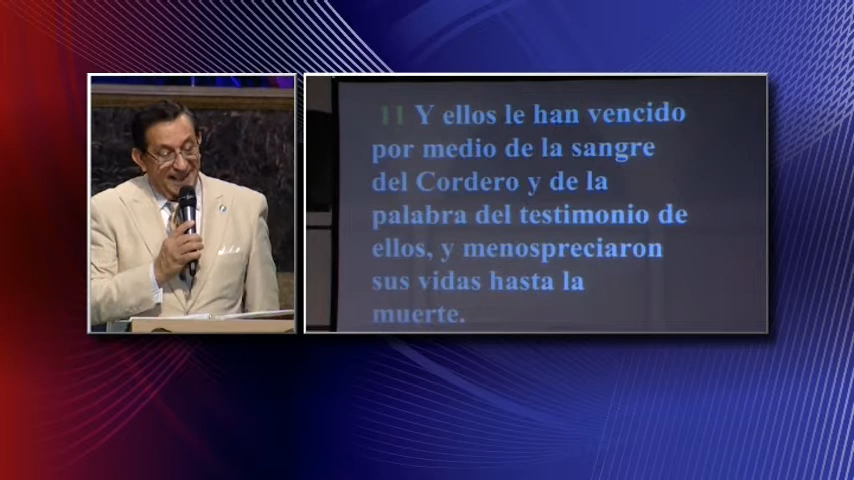 11 Y ellos le han vencido
por medio de la sangre
del Cordero y de la
palabra del testimonio de
ellos, y menospreciaron
sus vidas hasta la
muerte.